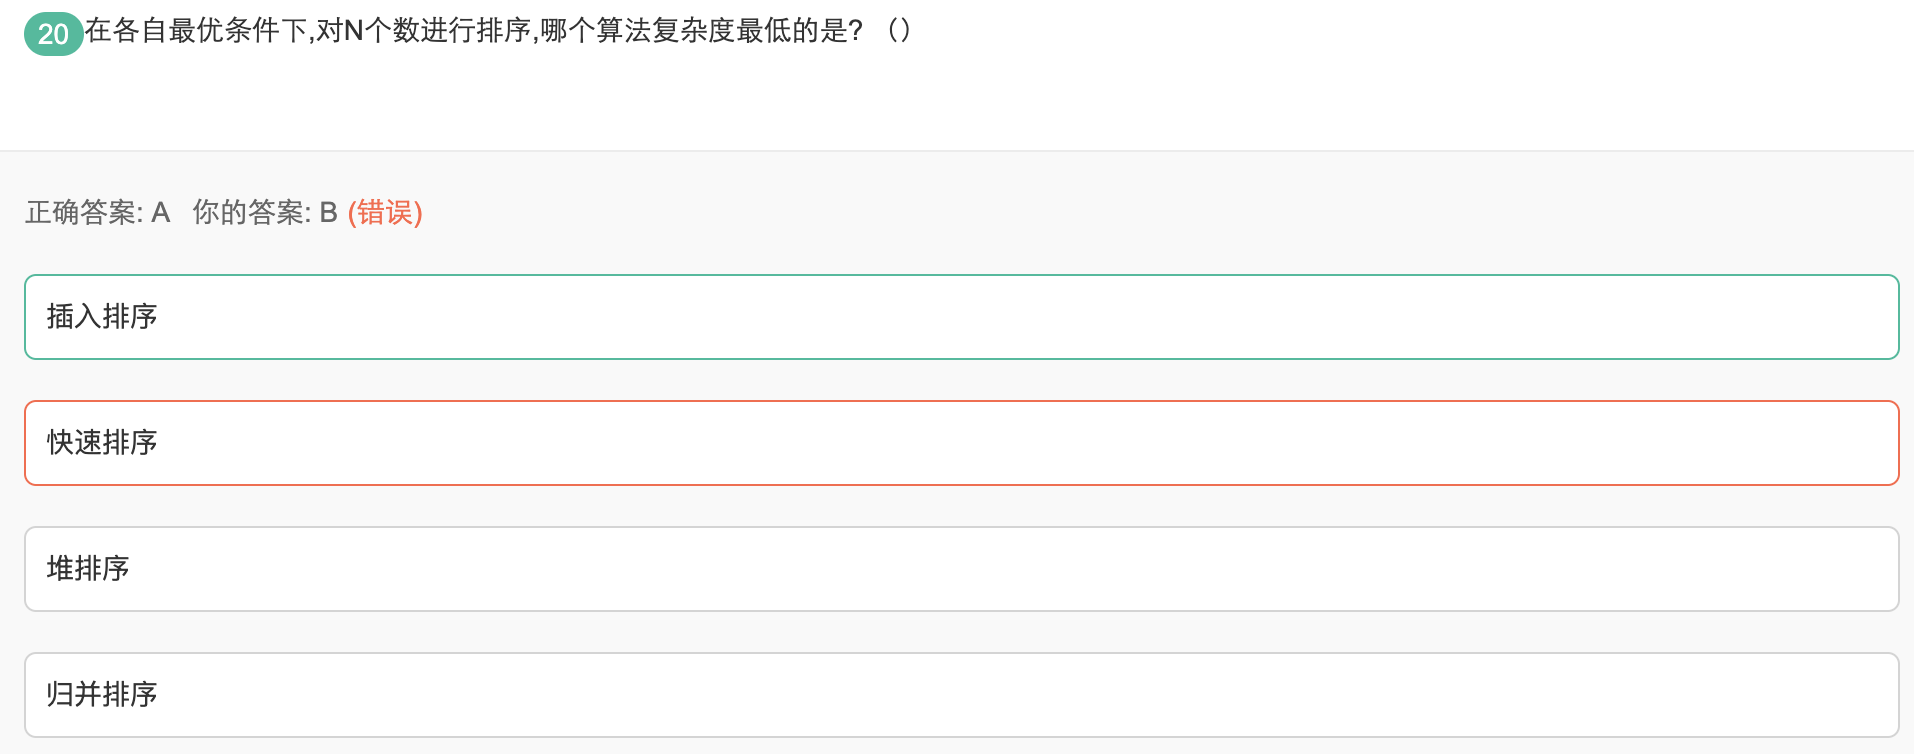 20 在各自最优条件下,对N个数进行排序,哪个算法复杂度最低的是? （）
正确答案: A 你的答案: B (错误)
插入排序
快速排序
堆排序
归并排序